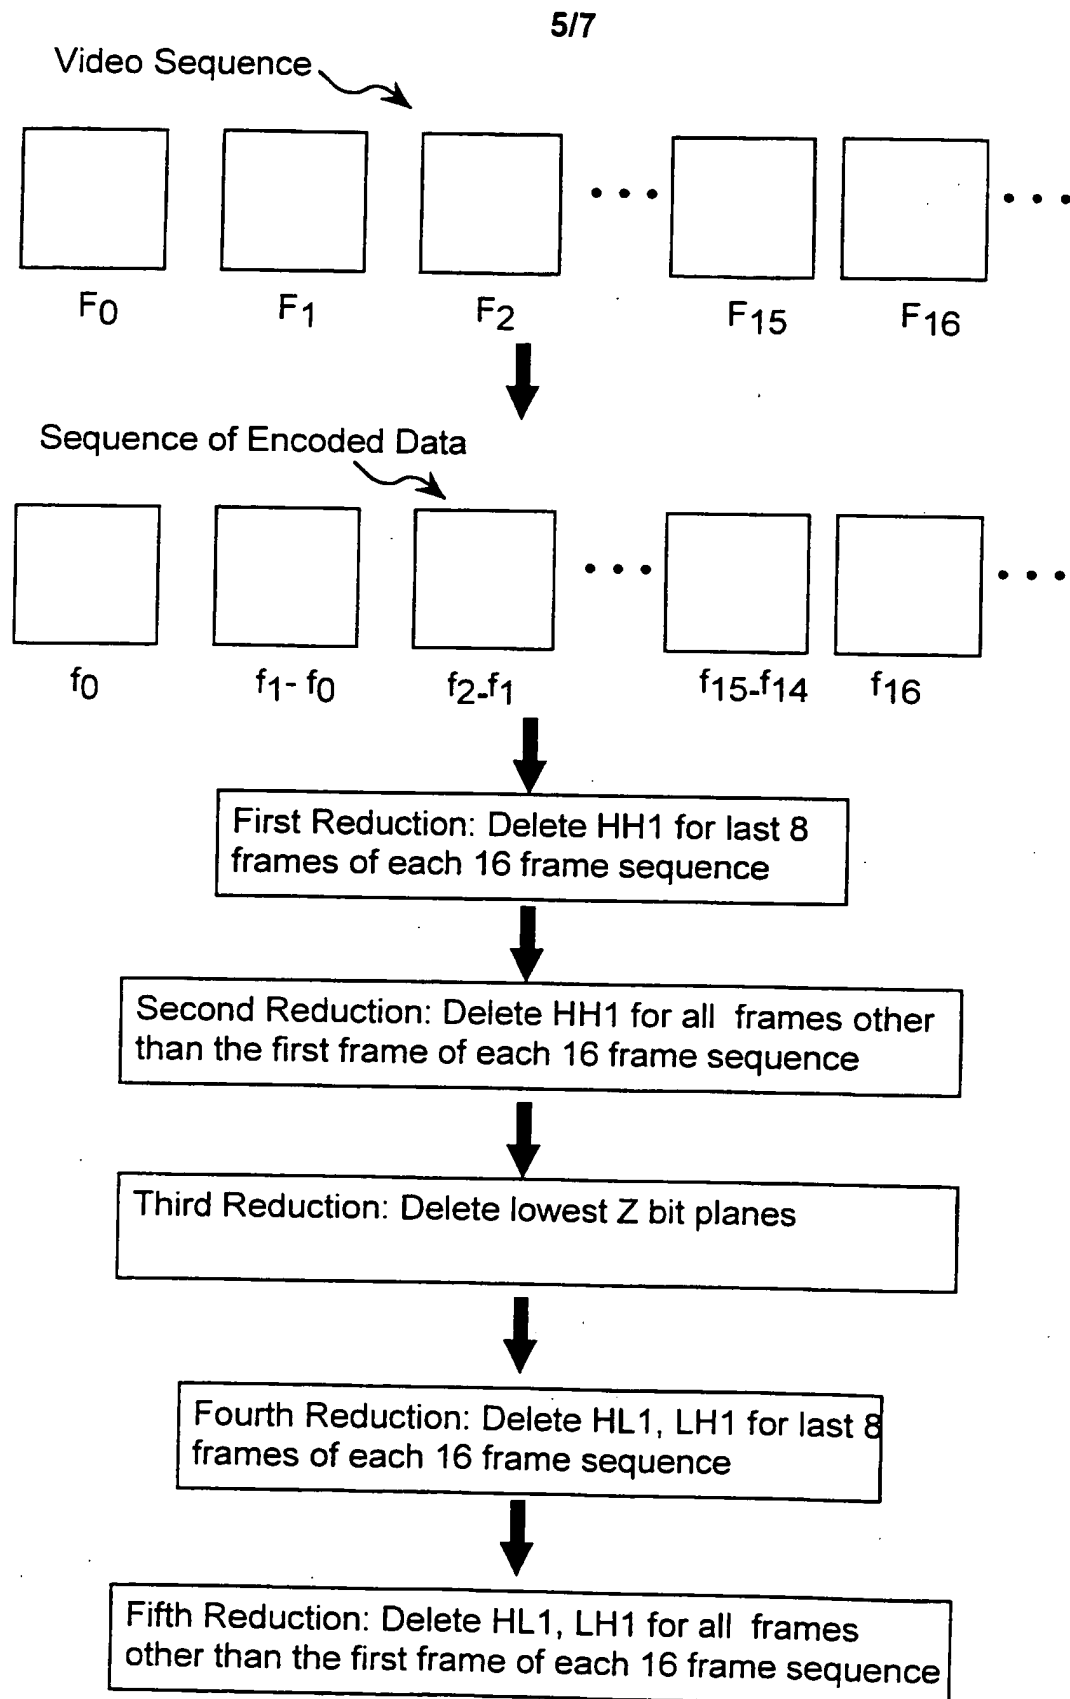 5/7
Video Sequence
F0 F1 F2 F15 F16
Sequence of Encoded Data
f0 f1- f0 f2-f1 f15-f14 f16
First Reduction: Delete HH1 for last 8
frames of each 16 frame sequence
Second Reduction: Delete HH1 for all frames other
than the first frame of each 16 frame sequence
Third Reduction: Delete lowest Z bit planes
Fourth Reduction: Delete HL1, LH1 for last 8
frames of each 16 frame sequence
Fifth Reduction: Delete HL1, LH1 for all frames
other than the first frame of each 16 frame sequence